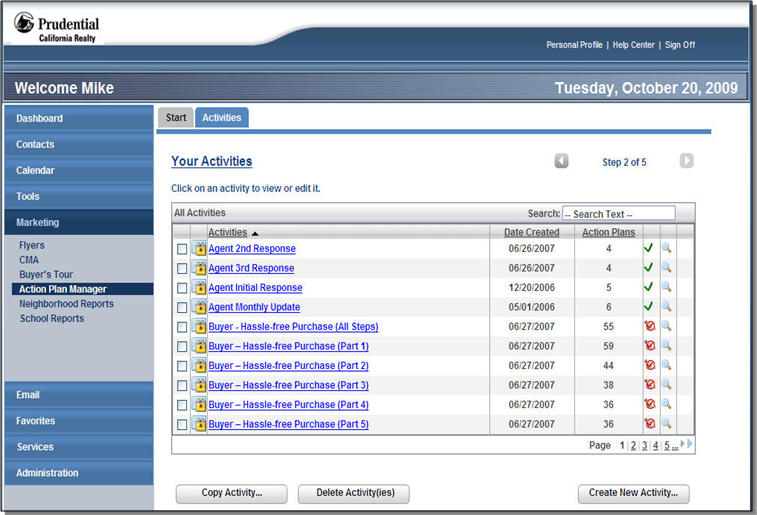 Prudential
California Realty
Personal Profile | Help Center | Sign Off
Welcome Mike
Tuesday, October 20, 2009
Dashboard
Contacts
Calendar
Tools
Marketing
Flyers
CMA
Buyer's Tour
Action Plan Manager
Neighborhood Reports
School Reports
Email
Favorites
Services
Administration
Start
Activities
Your Activities
Step 2 of 5
Click on an activity to view or edit it.
All Activities
Search: -- Search Text --
Activities Date Created Action Plans
Agent 2nd Response 06/26/2007 4
Agent 3rd Response 06/26/2007 4
Agent Initial Response 12/20/2006 5
Agent Monthly Update 05/01/2006 6
Buyer - Hassle-free Purchase (All Steps) 06/27/2007 55
Buyer – Hassle-free Purchase (Part 1) 06/27/2007 59
Buyer – Hassle-free Purchase (Part 2) 06/27/2007 44
Buyer – Hassle-free Purchase (Part 3) 06/27/2007 38
Buyer – Hassle-free Purchase (Part 4) 06/27/2007 36
Buyer – Hassle-free Purchase (Part 5) 06/27/2007 36
Page 1 | 2 | 3 | 4 | 5 ...
Copy Activity...
Delete Activity(ies)
Create New Activity...